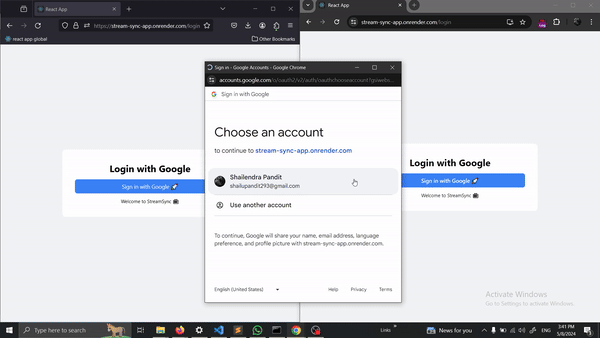 React App
React App
https://stream-sync-app.onrender.com/login
stream-sync-app.onrender.com/login
react app global
Other Bookmarks
Sign in - Google Accounts - Google Chrome
accounts.google.com/o/oauth2/v2/auth/oauthchooseaccount?gsiwebs...
Sign in with Google
Choose an account
to continue to stream-sync-app.onrender.com
Shailendra Pandit
shailupandit293@gmail.com
Use another account
To continue, Google will share your name, email address, language
preference, and profile picture with stream-sync-app.onrender.com.
English (United States)
Help
Privacy
Terms
Login with Google
Sign in with Google
Welcome to StreamSync
Login with Google
Sign in with Google
Welcome to StreamSync
Activate Windows
Go to Settings to activate Windows.
Type here to search
Links
News for you
ENG
3:41 PM
5/8/2024